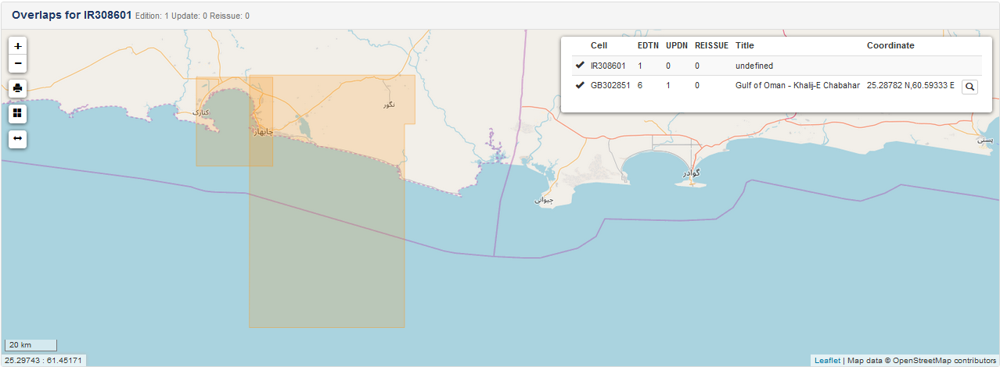 Overlaps for IR308601 Edition: 1 Update: 0 Reissue: 0
+
−
Cell EDTN UPDN REISSUE Title Coordinate
IR308601 1 0 0 undefined
GB302851 6 1 0 Gulf of Oman - Khalij-E Chabahar 25.28782 N,60.59333 E
نگور
کنارک
چابهار
پسنی
گوادر
جیوانی
20 km
25.29743 : 61.45171
Leaflet | Map data © OpenStreetMap contributors